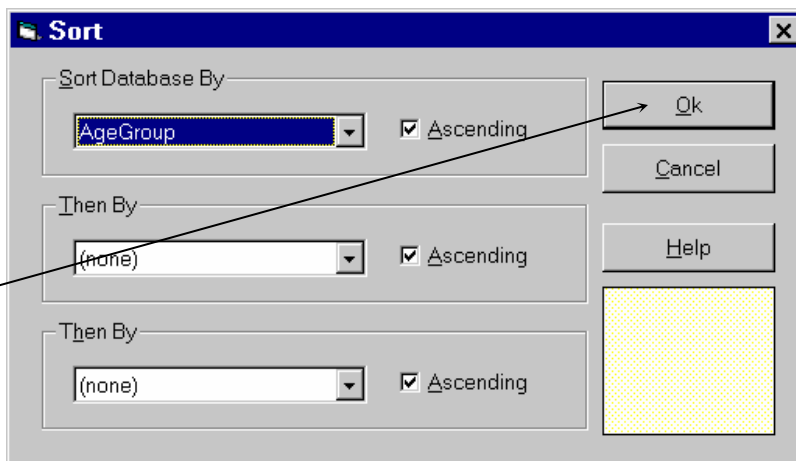 Sort
Sort Database By
AgeGroup
Ascending
Then By
(none)
Ascending
Then By
(none)
Ascending
Ok
Cancel
Help